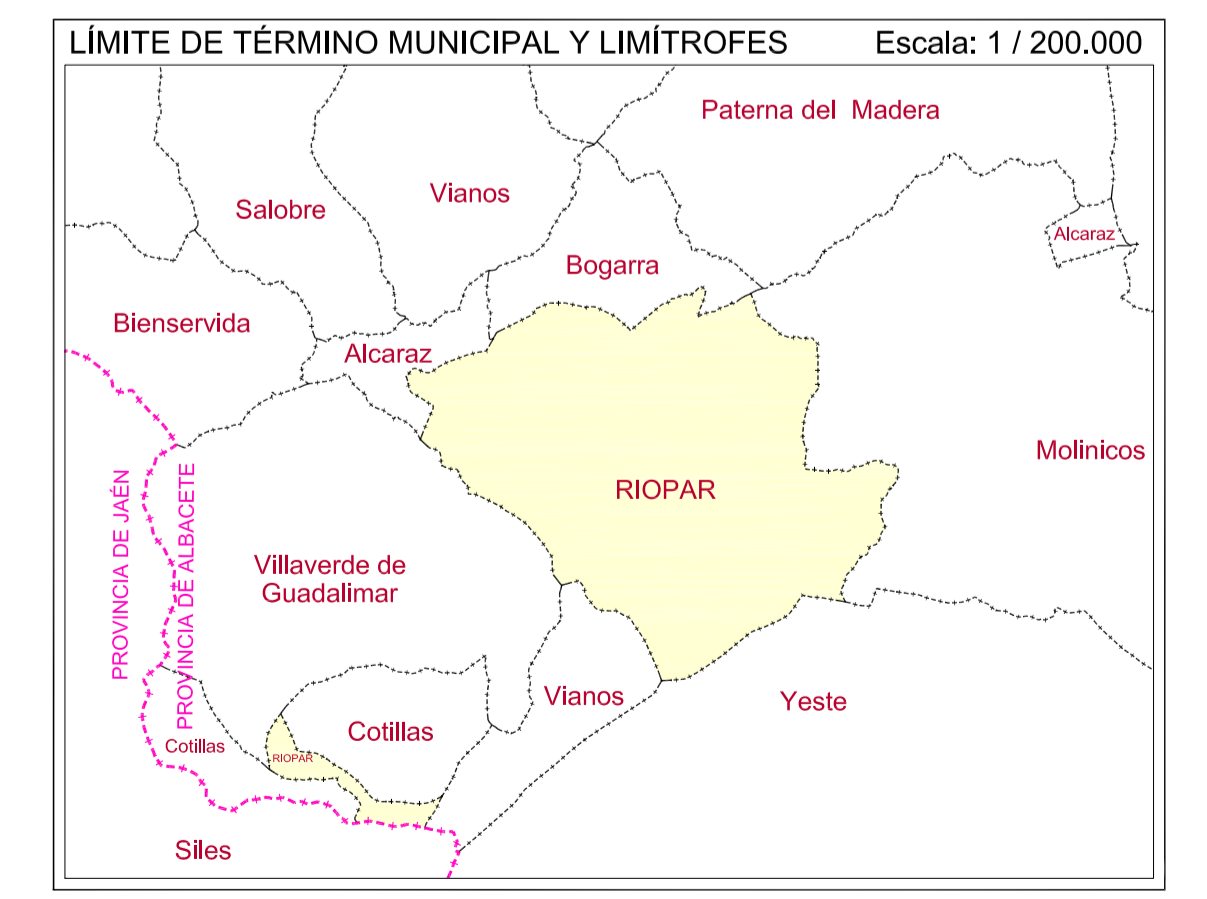 LÍMITE DE TÉRMINO MUNICIPAL Y LIMÍTROFES Escala: 1 / 200.000
Paterna del Madera
Vianos
Salobre
Alcaraz
Bogarra
Bienservida
Alcaraz
Molinicos
RIOPAR
PROVINCIA DE JAÉN
PROVINCIA DE ALBACETE
Villaverde de
Guadalimar
Vianos
Yeste
Cotillas
Cotillas
RIOPAR
Siles